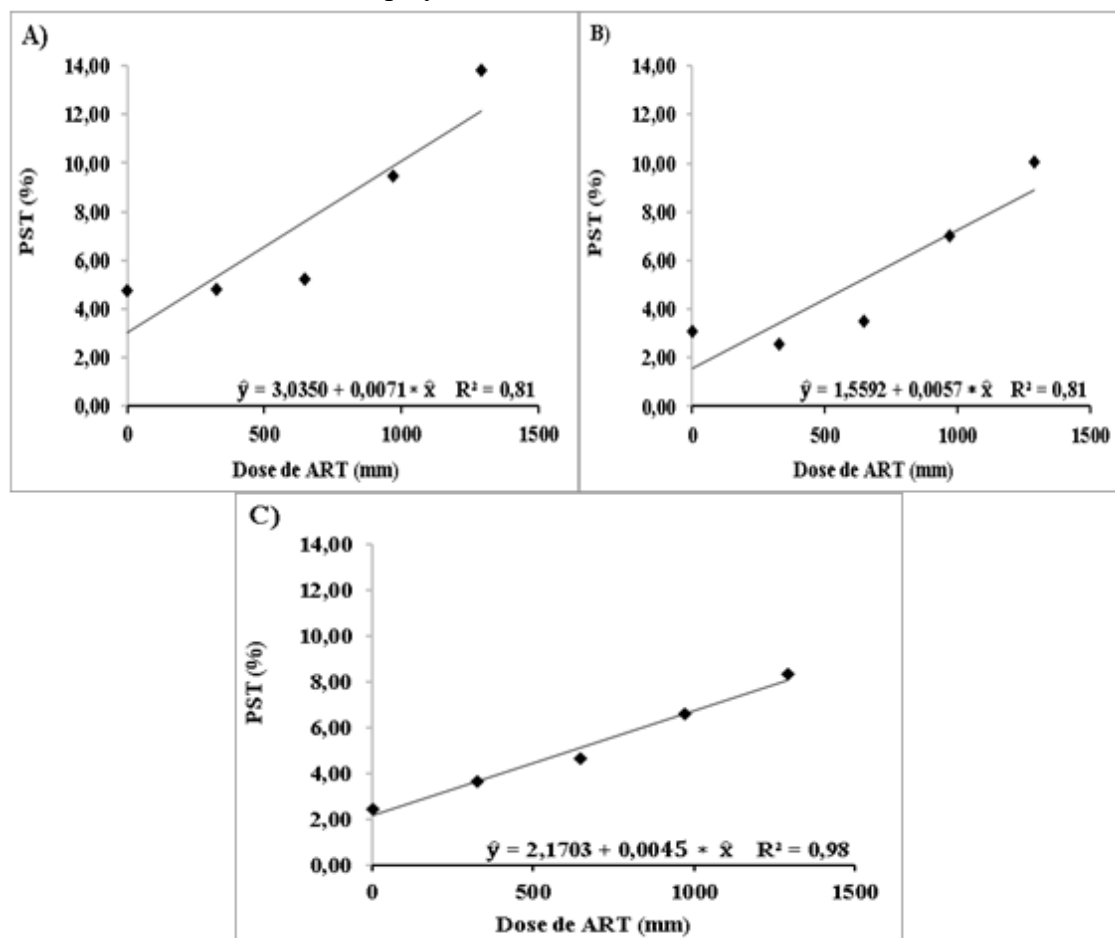 A)
14,00
12,00
10,00
8,00
6,00
4,00
2,00
0,00
PST (%)
ŷ = 3,0350 + 0,0071 * x̂ R² = 0,81
0 500 1000 1500
Dose de ART (mm)
B)
14,00
12,00
10,00
8,00
6,00
4,00
2,00
0,00
PST (%)
ŷ = 1,5592 + 0,0057 * x̂ R² = 0,81
0 500 1000 1500
Dose de ART (mm)
C)
14,00
12,00
10,00
8,00
6,00
4,00
2,00
0,00
PST (%)
ŷ = 2,1703 + 0,0045 * x̂ R² = 0,98
0 500 1000 1500
Dose de ART (mm)